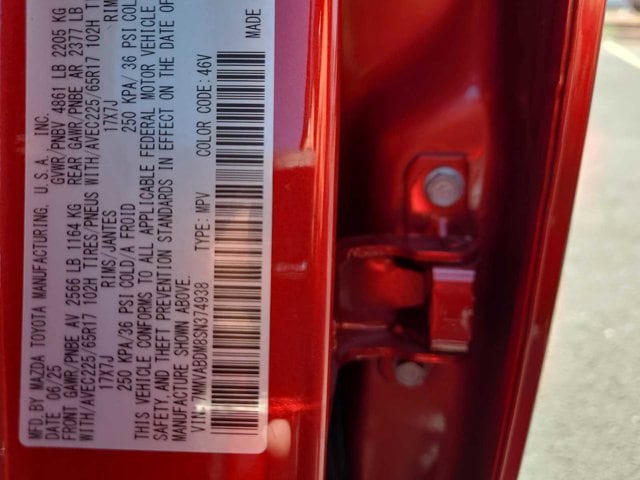 MFD.BY MAZDA TOYOTA MANUFACTURING, U.S.A. INC.
DATE 06/25 GVWR/PNBV 4861 LB 2205 KG
FRONT GAWR/PNBE AV 2566 LB 1164 KG REAR GAWR/PNBE AR 2377 LB
WITH/AVEC225/65R17 102H TIRES/PNEUS WITH/AVEC225/65R17 102H
17X7J RIMS/JANTES 17X7J RIMS
250 KPA/36 PSI COLD/A FROID 250 KPA/ 36 PSI COLD
THIS VEHICLE CONFORMS TO ALL APPLICABLE FEDERAL MOTOR VEHICLE
SAFETY, AND THEFT PREVENTION STANDARDS IN EFFECT ON THE DATE OF
MANUFACTURE SHOWN ABOVE.
VIN: 7MMVABDM8SN374938 TYPE: MPV COLOR CODE: 46V MADE